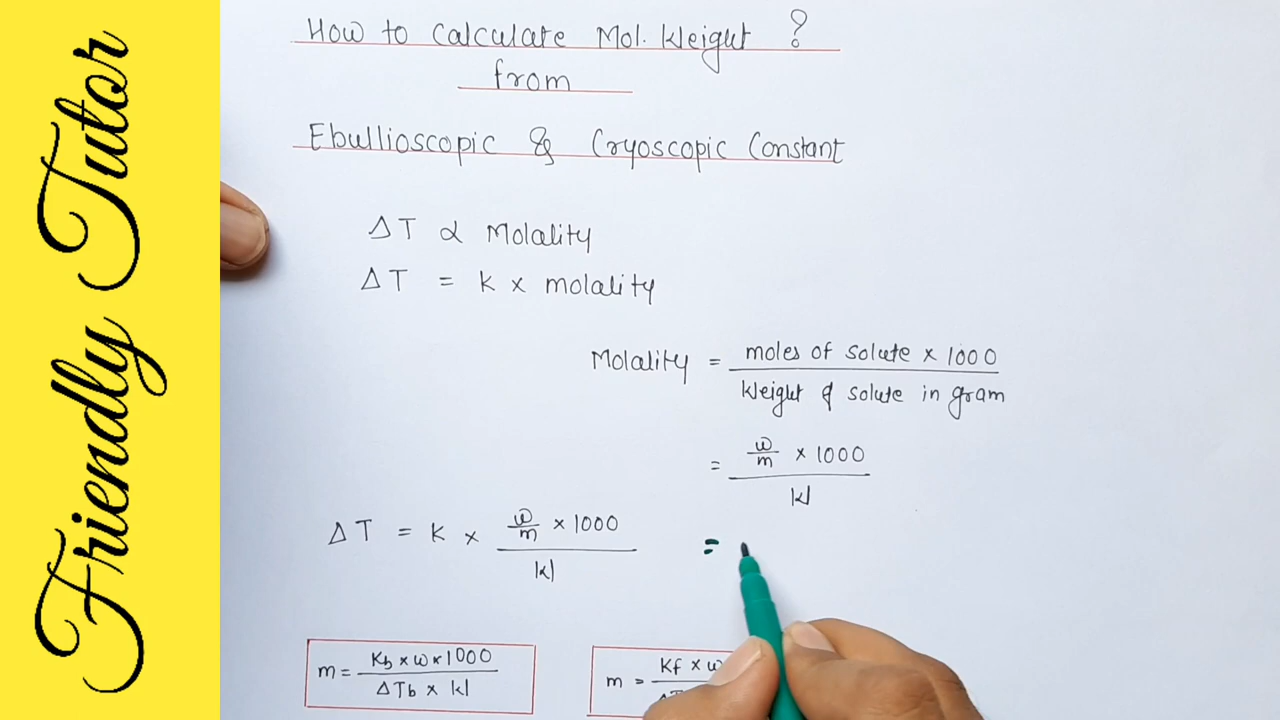 Friendly Tutor
How to Calculate Mol. Weight ?
from
Ebullioscopic & Cryoscopic Constant
ΔT ∝ Molality
ΔT = K × molality
Molality = moles of solute × 1000
Weight of solute in gram
= w/m × 1000
W
ΔT = K × w/m × 1000
W
=
m = Kb × w × 1000
ΔTb × W
m = Kf × w